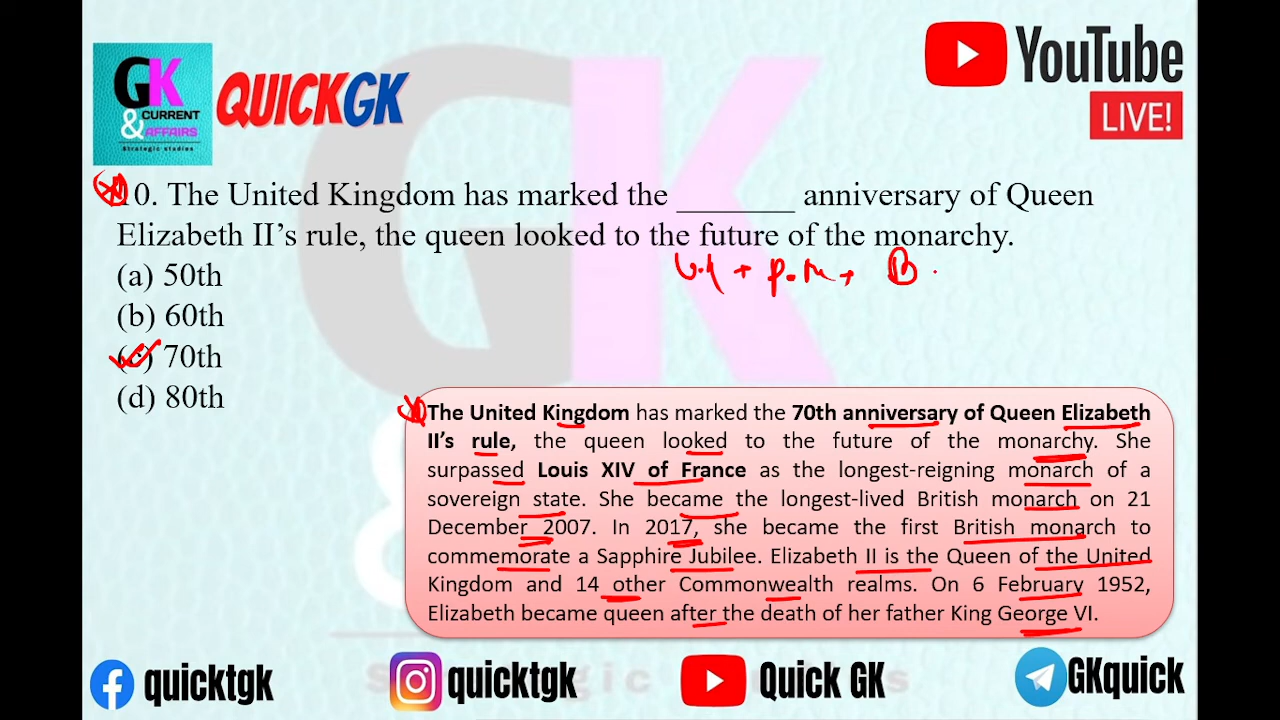 GK
CURRENT
& AFFAIRS
Strategic studies
QUICKGK
YouTube
LIVE!
10. The United Kingdom has marked the _______ anniversary of Queen
Elizabeth II’s rule, the queen looked to the future of the monarchy.
(a) 50th
(b) 60th
(c) 70th
(d) 80th
The United Kingdom has marked the 70th anniversary of Queen Elizabeth
II’s rule, the queen looked to the future of the monarchy. She
surpassed Louis XIV of France as the longest-reigning monarch of a
sovereign state. She became the longest-lived British monarch on 21
December 2007. In 2017, she became the first British monarch to
commemorate a Sapphire Jubilee. Elizabeth II is the Queen of the United
Kingdom and 14 other Commonwealth realms. On 6 February 1952,
Elizabeth became queen after the death of her father King George VI.
quicktgk
quicktgk
Quick GK
GKquick